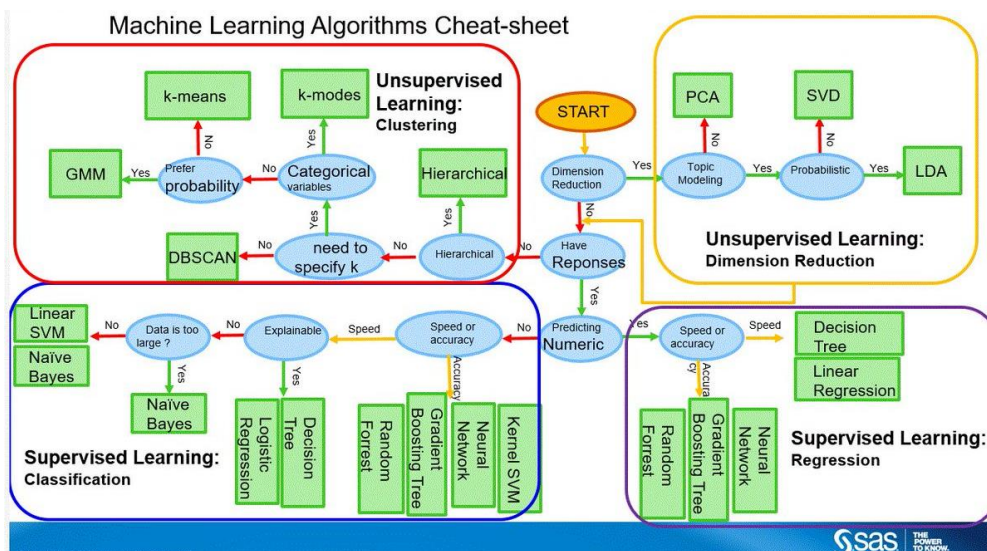 Machine Learning Algorithms Cheat-sheet
Unsupervised
Learning:
Clustering
k-means
k-modes
No
Yes
GMM
Yes
Prefer
probability
No
Categorical
variables
Hierarchical
Yes
Yes
DBSCAN
No
need to
specify k
No
Hierarchical
No
START
Dimension
Reduction
Yes
No
Have
Reponses
Yes
PCA
SVD
No
No
Topic
Modeling
Yes
Probabilistic
Yes
LDA
Unsupervised Learning:
Dimension Reduction
Linear
SVM
Naïve
Bayes
No
Data is too
large ?
No
Explainable
Speed
Speed or
accuracy
No
Predicting
Numeric
Yes
Speed or
accuracy
Speed
Decision
Tree
Linear
Regression
Yes
Naïve
Bayes
Yes
Logistic
Regression
Decision
Tree
Accuracy
Random
Forrest
Gradient
Boosting Tree
Neural
Network
Kernel SVM
Supervised Learning:
Classification
Accura
cy
Random
Forrest
Gradient
Boosting Tree
Neural
Network
Supervised Learning:
Regression
sas
THE
POWER
TO KNOW.